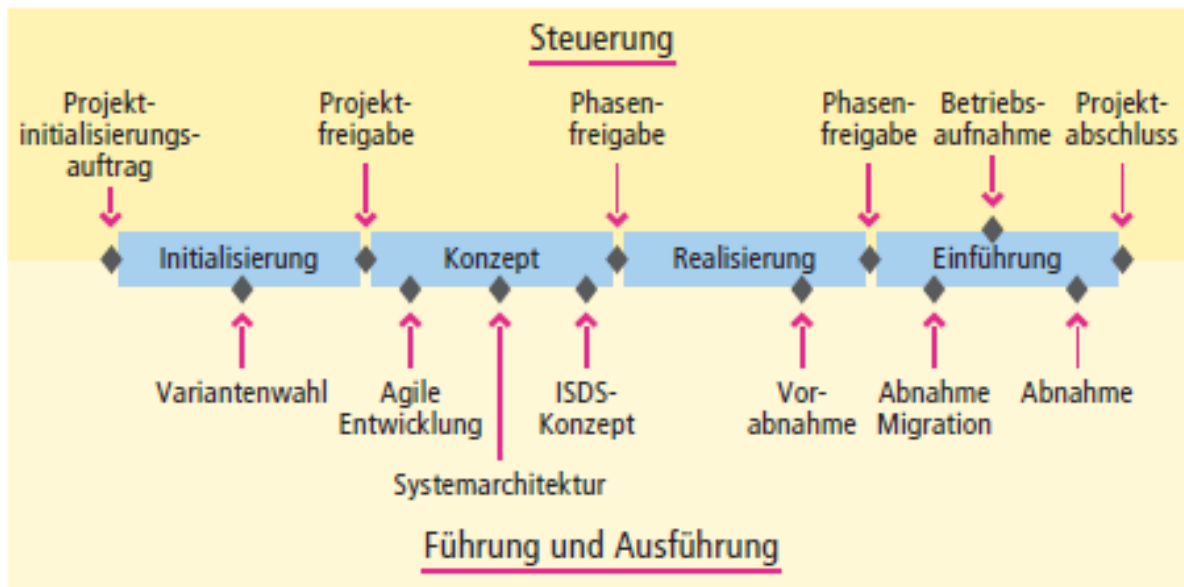 Steuerung
Projekt-
initialisierungs-
auftrag
Projekt-
freigabe
Phasen-
freigabe
Phasen-
freigabe
Betriebs-
aufnahme
Projekt-
abschluss
Initialisierung
Konzept
Realisierung
Einführung
Variantenwahl
Agile
Entwicklung
Systemarchitektur
ISDS-
Konzept
Vor-
abnahme
Abnahme
Migration
Abnahme
Führung und Ausführung